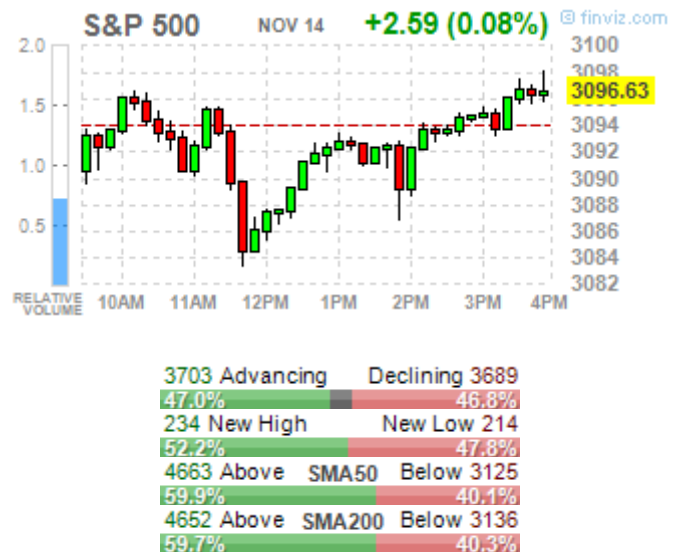 S&P 500 NOV 14 +2.59 (0.08%) © finviz.com
2.0 3100
3098
3096.63
1.5
3094
3092
1.0 3090
3088
0.5 3086
3084
3082
RELATIVE VOLUME 10AM 11AM 12PM 1PM 2PM 3PM 4PM
3703 Advancing Declining 3689
47.0% 46.8%
234 New High New Low 214
52.2% 47.8%
4663 Above SMA50 Below 3125
59.9% 40.1%
4652 Above SMA200 Below 3136
59.7% 40.3%